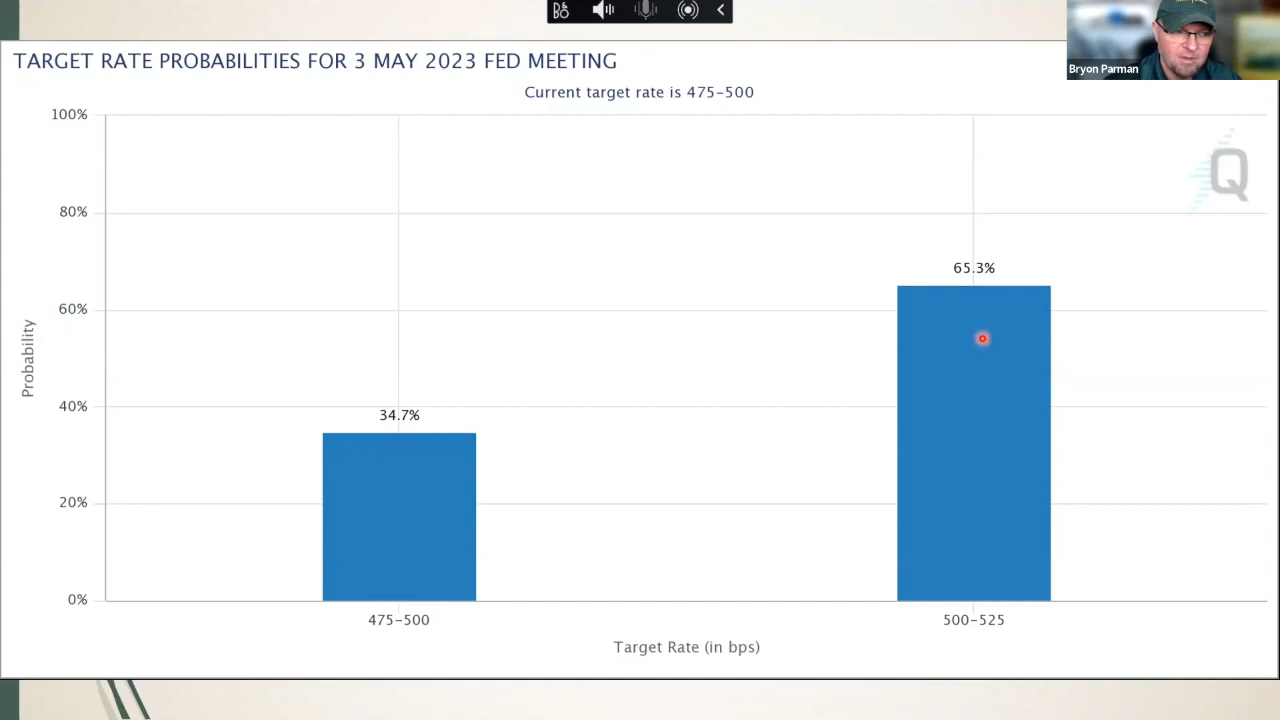 TARGET RATE PROBABILITIES FOR 3 MAY 2023 FED MEETING
Bryon Parman
Current target rate is 475-500
100%
80%
60%
40%
20%
0%
Probability
34.7%
65.3%
475-500
500-525
Target Rate (in bps)
Q